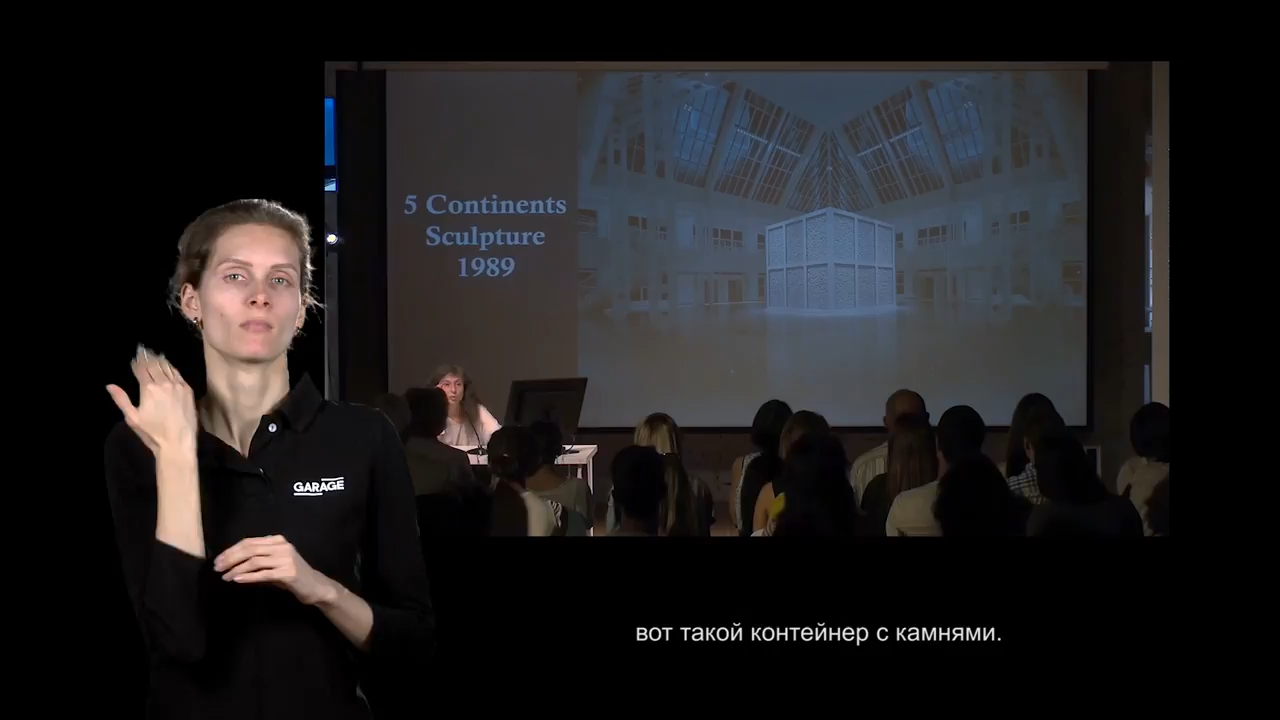 5 Continents
Sculpture
1989
GARAGE
вот такой контейнер с камнями.